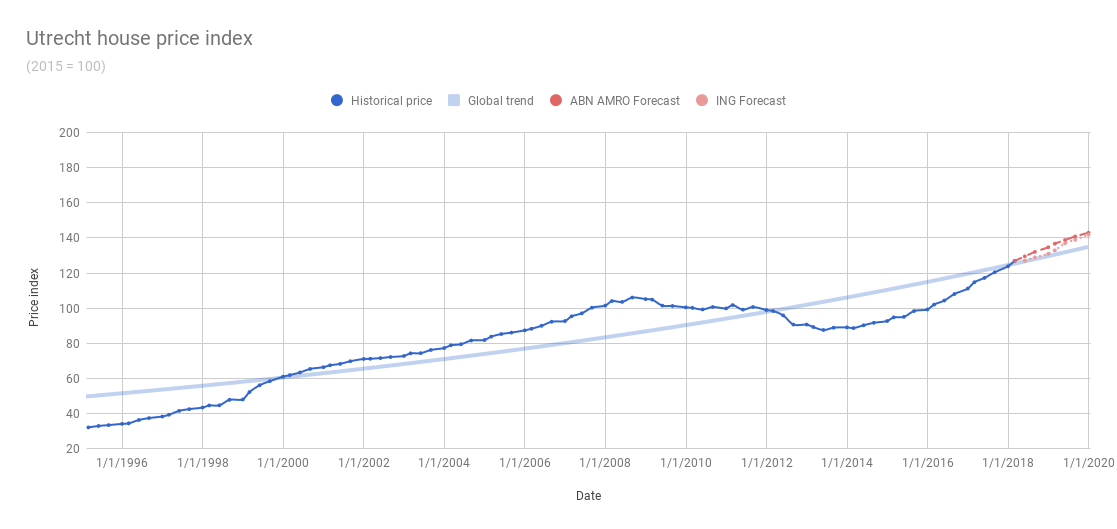 Utrecht house price index
(2015 = 100)
Historical price Global trend ABN AMRO Forecast ING Forecast
200
180
160
140
120
100
80
60
40
20
Price index
1/1/1996 1/1/1998 1/1/2000 1/1/2002 1/1/2004 1/1/2006 1/1/2008 1/1/2010 1/1/2012 1/1/2014 1/1/2016 1/1/2018 1/1/2020
Date